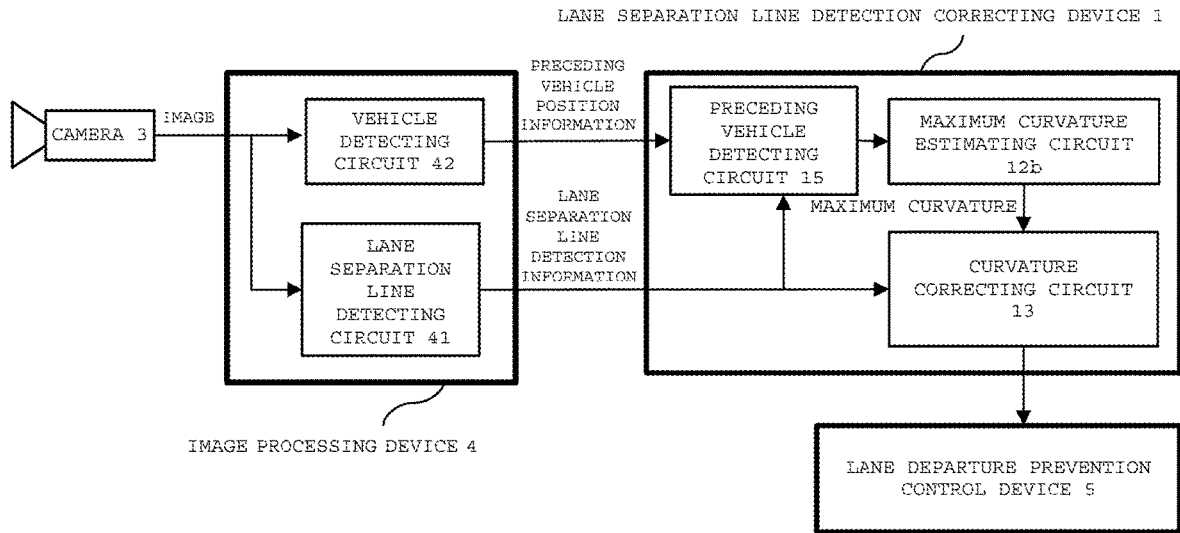 LANE SEPARATION LINE DETECTION CORRECTING DEVICE 1
CAMERA 3
IMAGE
VEHICLE
DETECTING
CIRCUIT 42
LANE
SEPARATION
LINE
DETECTING
CIRCUIT 41
IMAGE PROCESSING DEVICE 4
PRECEDING
VEHICLE
POSITION
INFORMATION
LANE
SEPARATION
LINE
DETECTION
INFORMATION
PRECEDING
VEHICLE
DETECTING
CIRCUIT 15
MAXIMUM CURVATURE
ESTIMATING CIRCUIT
12b
MAXIMUM CURVATURE
CURVATURE
CORRECTING CIRCUIT
13
LANE DEPARTURE PREVENTION
CONTROL DEVICE 5